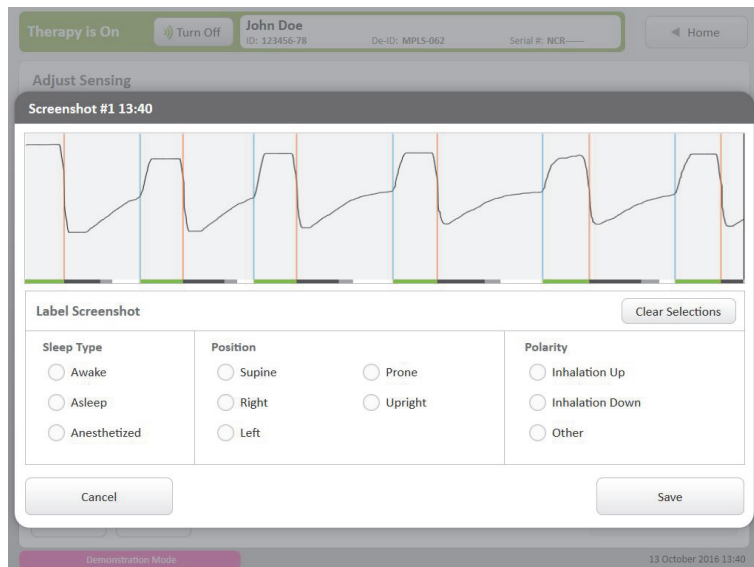 Therapy is On
Turn Off
John Doe
ID: 123456-78 De-ID: MPLS-062 Serial #: NCR------
Home
Adjust Sensing
Screenshot #1 13:40
Label Screenshot
Clear Selections
Sleep Type Position Polarity
Awake Supine Prone Inhalation Up
Asleep Right Upright Inhalation Down
Anesthetized Left Other
Cancel Save
Demonstration Mode 13 October 2016 13:40